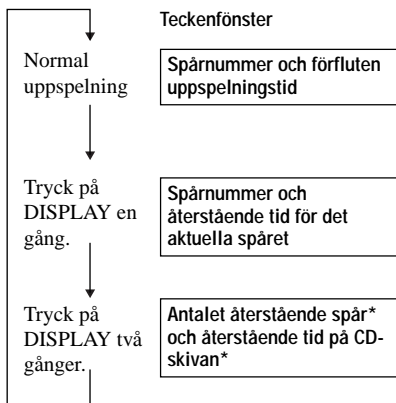 Teckenfönster
Normal
uppspelning
Spårnummer och förfluten
uppspelningstid
Tryck på
DISPLAY en
gång.
Spårnummer och
återstående tid för det
aktuella spåret
Tryck på
DISPLAY två
gånger.
Antalet återstående spår*
och återstående tid på CD-
skivan*